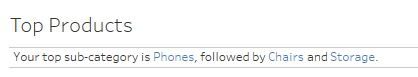 Top Products
Your top sub-category is Phones, followed by Chairs and Storage.